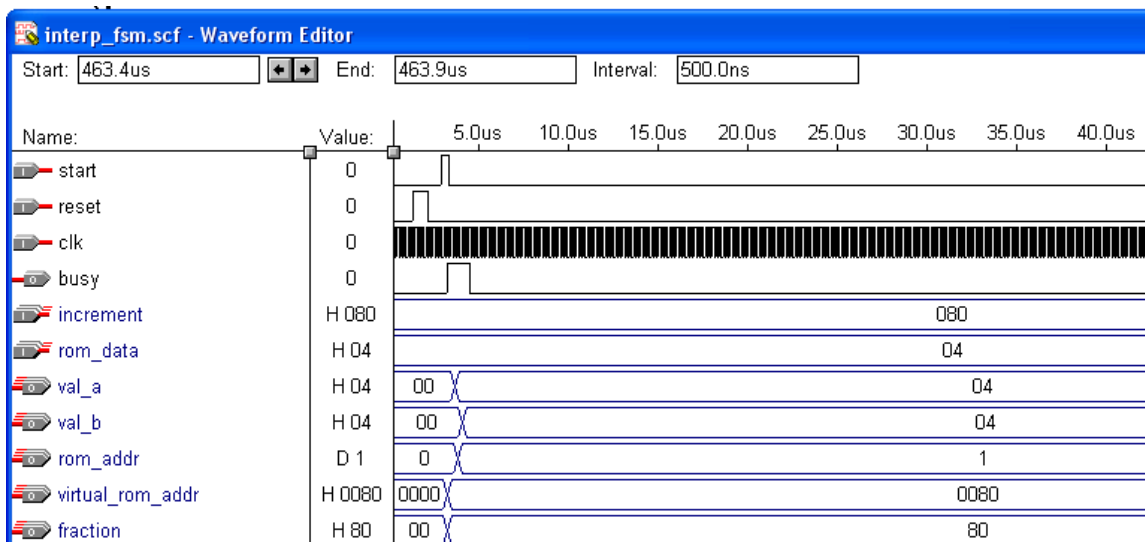 interp_fsm.scf - Waveform Editor
Start: 463.4us End: 463.9us Interval: 500.0ns
Name: Value: 5.0us 10.0us 15.0us 20.0us 25.0us 30.0us 35.0us 40.0us
start 0
reset 0
clk 0
busy 0
increment H 080 080
rom_data H 04 04
val_a H 04 00 04
val_b H 04 00 04
rom_addr D 1 0 1
virtual_rom_addr H 0080 0000 0080
fraction H 80 00 80